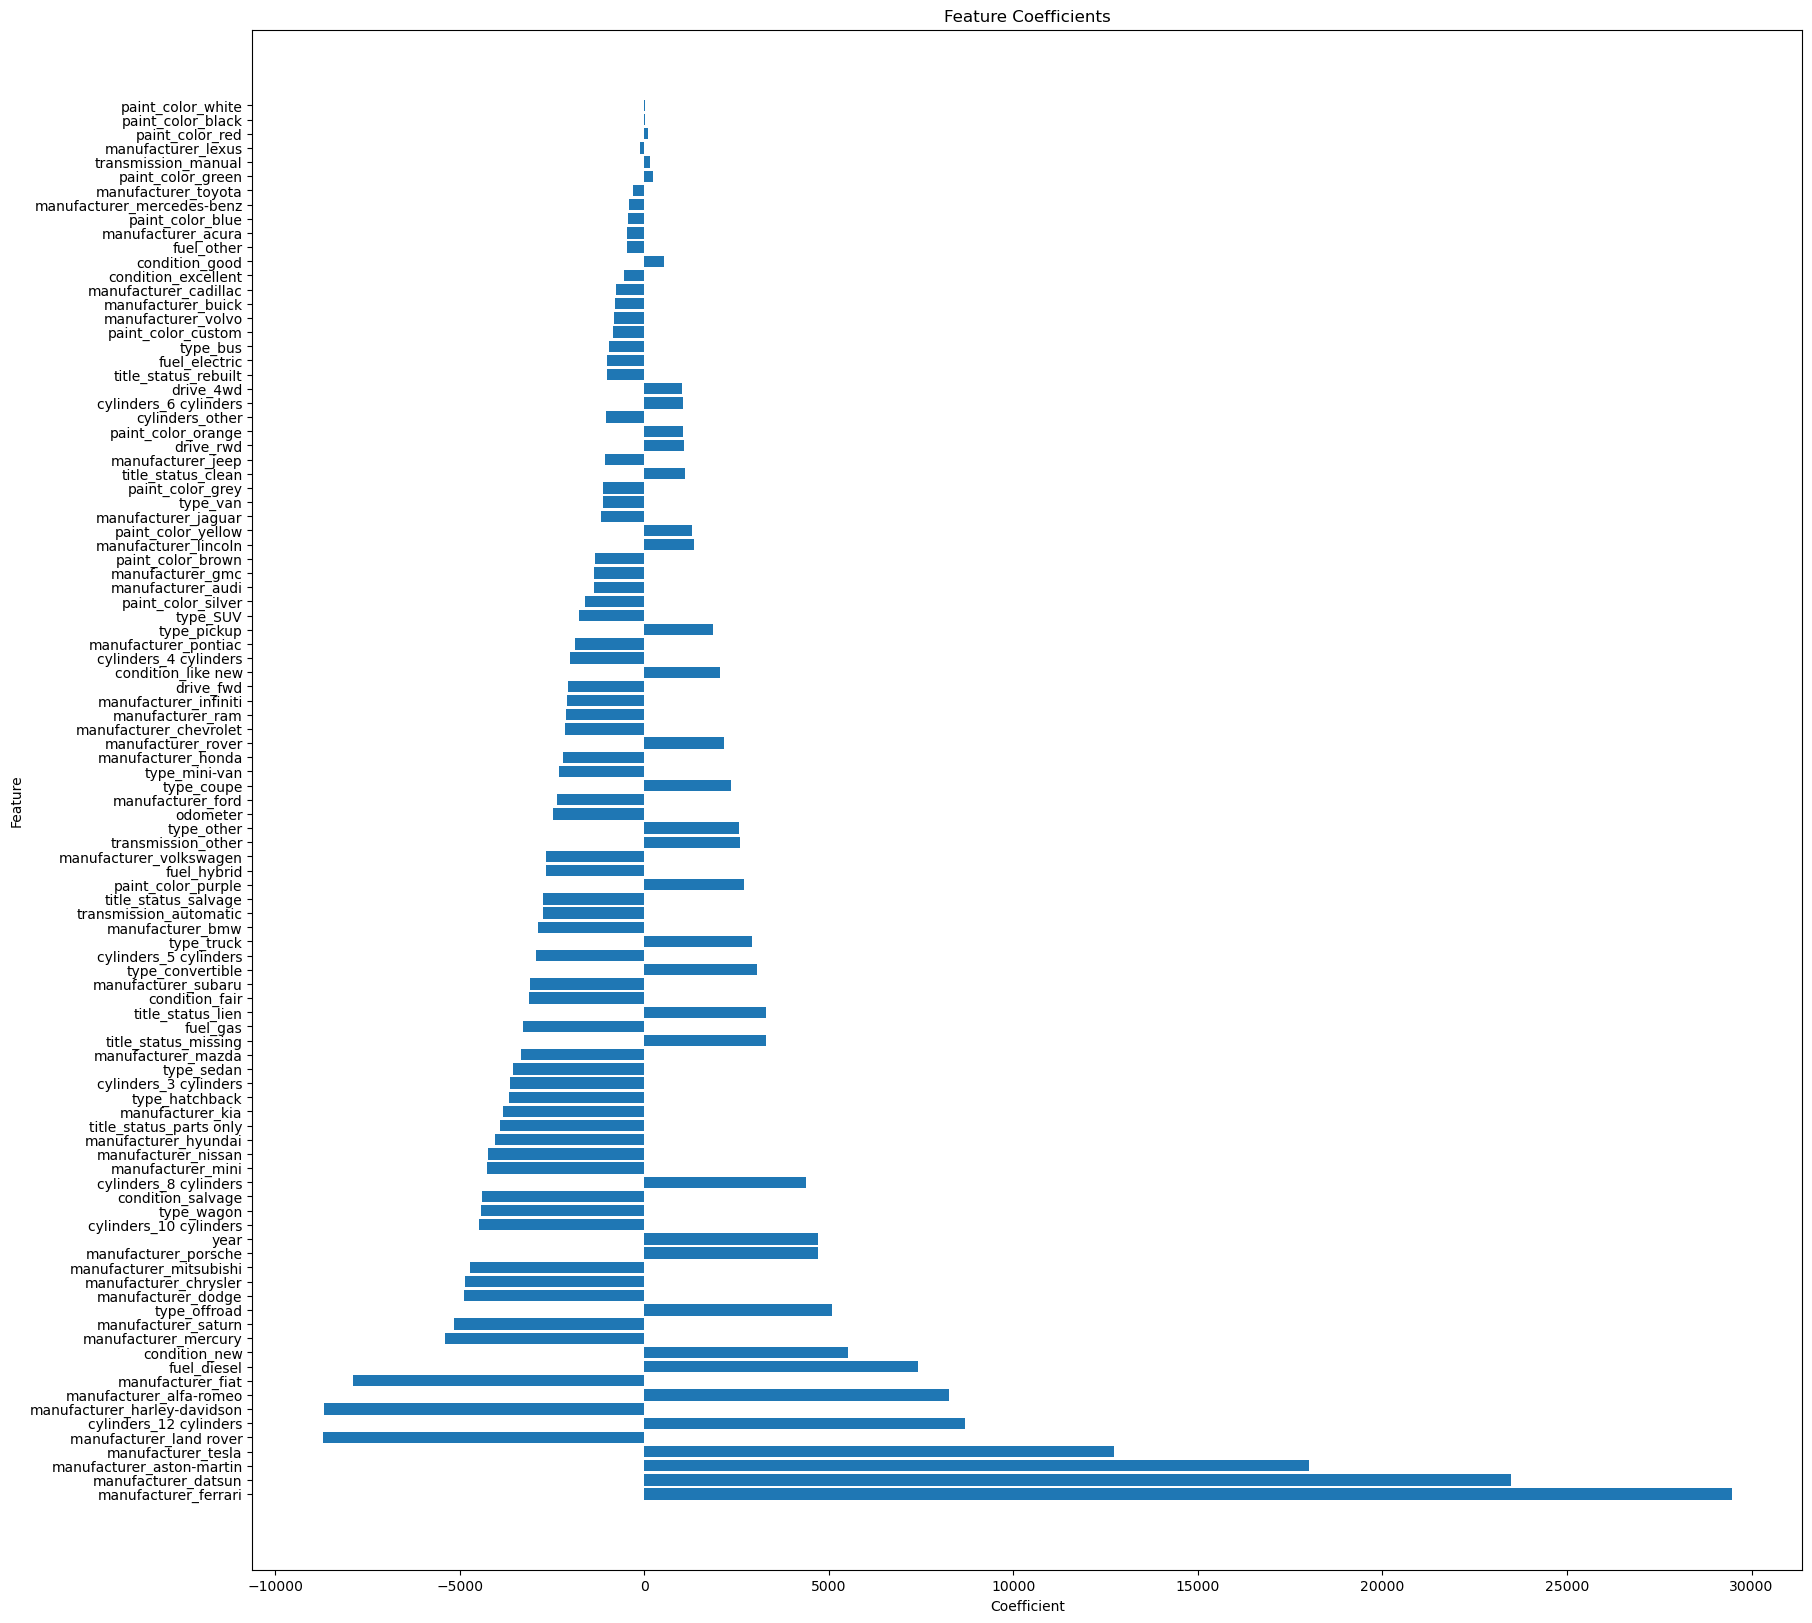 Feature Coefficients
paint_color_white
paint_color_black
paint_color_red
manufacturer_lexus
transmission_manual
paint_color_green
manufacturer_toyota
manufacturer_mercedes-benz
paint_color_blue
manufacturer_acura
fuel_other
condition_good
condition_excellent
manufacturer_cadillac
manufacturer_buick
manufacturer_volvo
paint_color_custom
type_bus
fuel_electric
title_status_rebuilt
drive_4wd
cylinders_6 cylinders
cylinders_other
paint_color_orange
drive_rwd
manufacturer_jeep
title_status_clean
paint_color_grey
type_van
manufacturer_jaguar
paint_color_yellow
manufacturer_lincoln
paint_color_brown
manufacturer_gmc
manufacturer_audi
paint_color_silver
type_SUV
type_pickup
manufacturer_pontiac
cylinders_4 cylinders
condition_like new
drive_fwd
manufacturer_infiniti
manufacturer_ram
manufacturer_chevrolet
manufacturer_rover
manufacturer_honda
type_mini-van
type_coupe
manufacturer_ford
odometer
type_other
transmission_other
manufacturer_volkswagen
fuel_hybrid
paint_color_purple
title_status_salvage
transmission_automatic
manufacturer_bmw
type_truck
cylinders_5 cylinders
type_convertible
manufacturer_subaru
condition_fair
title_status_lien
fuel_gas
title_status_missing
manufacturer_mazda
type_sedan
cylinders_3 cylinders
type_hatchback
manufacturer_kia
title_status_parts only
manufacturer_hyundai
manufacturer_nissan
manufacturer_mini
cylinders_8 cylinders
condition_salvage
type_wagon
cylinders_10 cylinders
year
manufacturer_porsche
manufacturer_mitsubishi
manufacturer_chrysler
manufacturer_dodge
type_offroad
manufacturer_saturn
manufacturer_mercury
condition_new
fuel_diesel
manufacturer_fiat
manufacturer_alfa-romeo
manufacturer_harley-davidson
cylinders_12 cylinders
manufacturer_land rover
manufacturer_tesla
manufacturer_aston-martin
manufacturer_datsun
manufacturer_ferrari
Feature
−10000 −5000 0 5000 10000 15000 20000 25000 30000
Coefficient